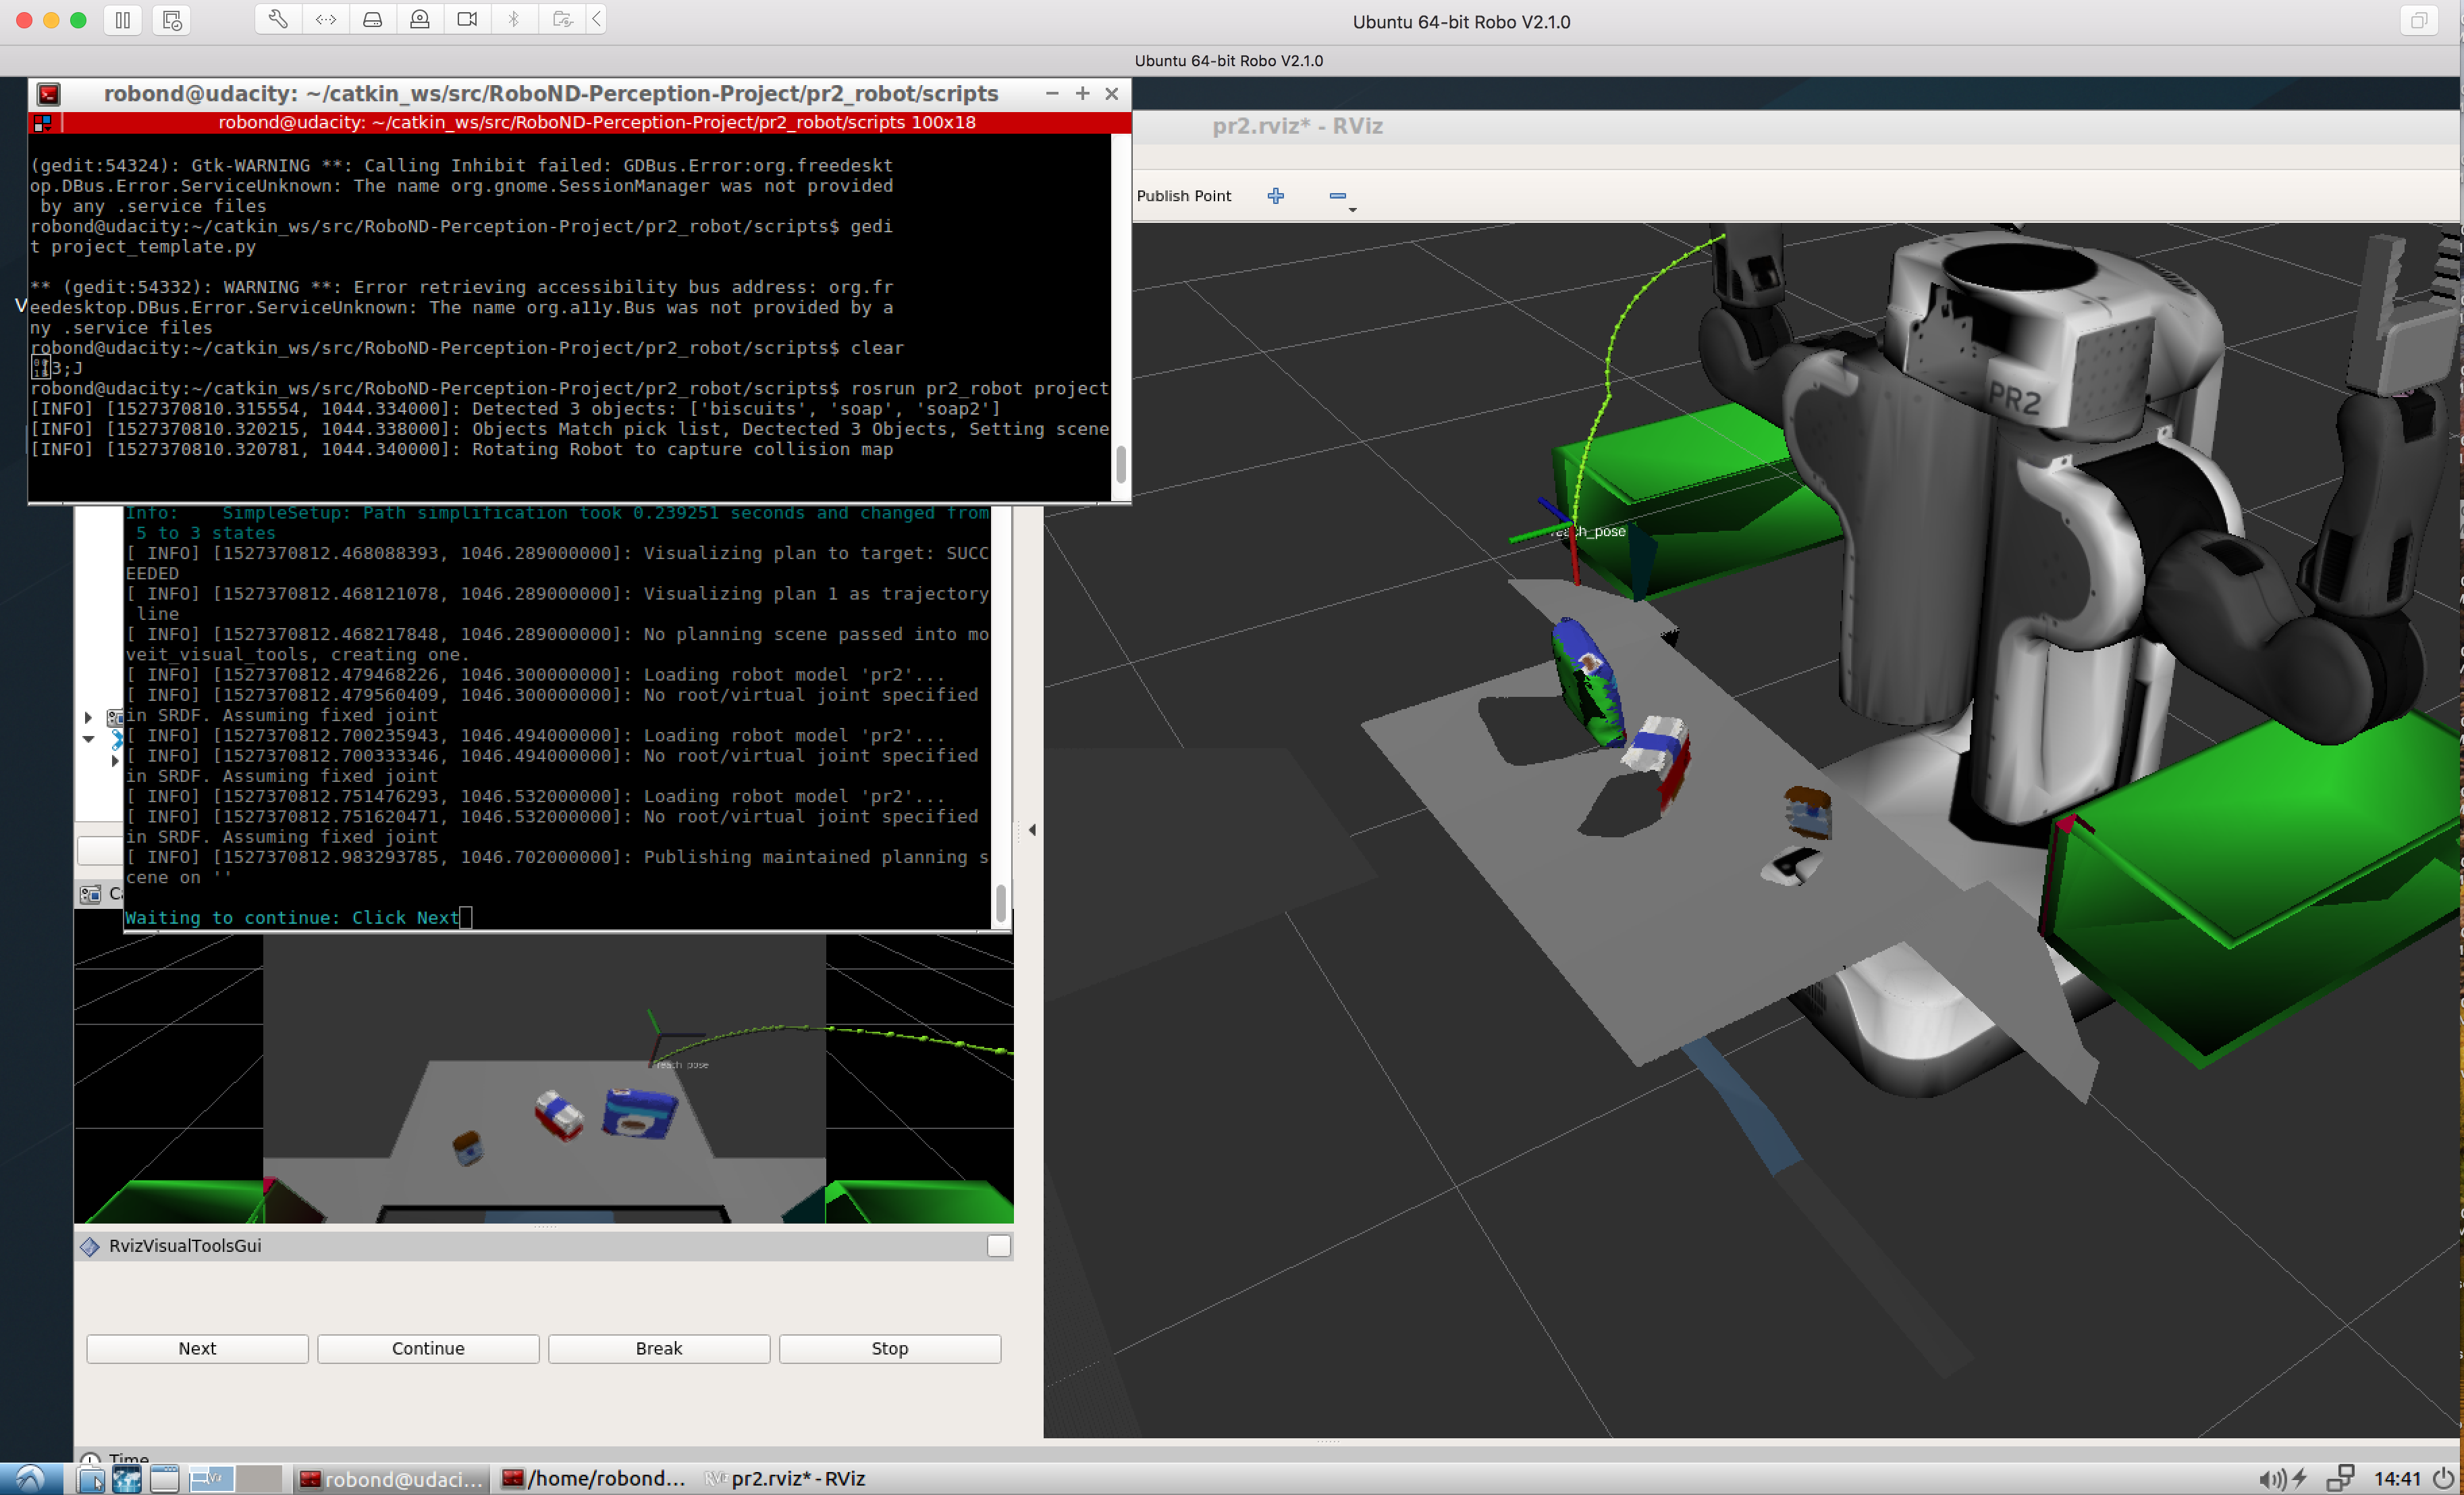 Ubuntu 64-bit Robo V2.1.0
Ubuntu 64-bit Robo V2.1.0
robond@udacity: ~/catkin_ws/src/RoboND-Perception-Project/pr2_robot/scripts
robond@udacity: ~/catkin_ws/src/RoboND-Perception-Project/pr2_robot/scripts 100x18
(gedit:54324): Gtk-WARNING **: Calling Inhibit failed: GDBus.Error:org.freedeskt
op.DBus.Error.ServiceUnknown: The name org.gnome.SessionManager was not provided
by any .service files
robond@udacity:~/catkin_ws/src/RoboND-Perception-Project/pr2_robot/scripts$ gedi
t project_template.py
** (gedit:54332): WARNING **: Error retrieving accessibility bus address: org.fr
eedesktop.DBus.Error.ServiceUnknown: The name org.a11y.Bus was not provided by a
ny .service files
robond@udacity:~/catkin_ws/src/RoboND-Perception-Project/pr2_robot/scripts$ clear
3;J
robond@udacity:~/catkin_ws/src/RoboND-Perception-Project/pr2_robot/scripts$ rosrun pr2_robot project
[INFO] [1527370810.315554, 1044.334000]: Detected 3 objects: ['biscuits', 'soap', 'soap2']
[INFO] [1527370810.320215, 1044.338000]: Objects Match pick list, Dectected 3 Objects, Setting scene
[INFO] [1527370810.320781, 1044.340000]: Rotating Robot to capture collision map
V
pr2.rviz* - RViz
Publish Point
Info:    SimpleSetup: Path simplification took 0.239251 seconds and changed from
5 to 3 states
[ INFO] [1527370812.468088393, 1046.289000000]: Visualizing plan to target: SUCC
EEDED
[ INFO] [1527370812.468121078, 1046.289000000]: Visualizing plan 1 as trajectory
line
[ INFO] [1527370812.468217848, 1046.289000000]: No planning scene passed into mo
veit_visual_tools, creating one.
[ INFO] [1527370812.479468226, 1046.300000000]: Loading robot model 'pr2'...
[ INFO] [1527370812.479560409, 1046.300000000]: No root/virtual joint specified
in SRDF. Assuming fixed joint
[ INFO] [1527370812.700235943, 1046.494000000]: Loading robot model 'pr2'...
[ INFO] [1527370812.700333346, 1046.494000000]: No root/virtual joint specified
in SRDF. Assuming fixed joint
[ INFO] [1527370812.751476293, 1046.532000000]: Loading robot model 'pr2'...
[ INFO] [1527370812.751620471, 1046.532000000]: No root/virtual joint specified
in SRDF. Assuming fixed joint
[ INFO] [1527370812.983293785, 1046.702000000]: Publishing maintained planning s
cene on ''
Waiting to continue: Click Next
PR2
reach_pose
reach pose
RvizVisualToolsGui
Next
Continue
Break
Stop
Time
robond@udaci...
/home/robond...
pr2.rviz* - RViz
14:41